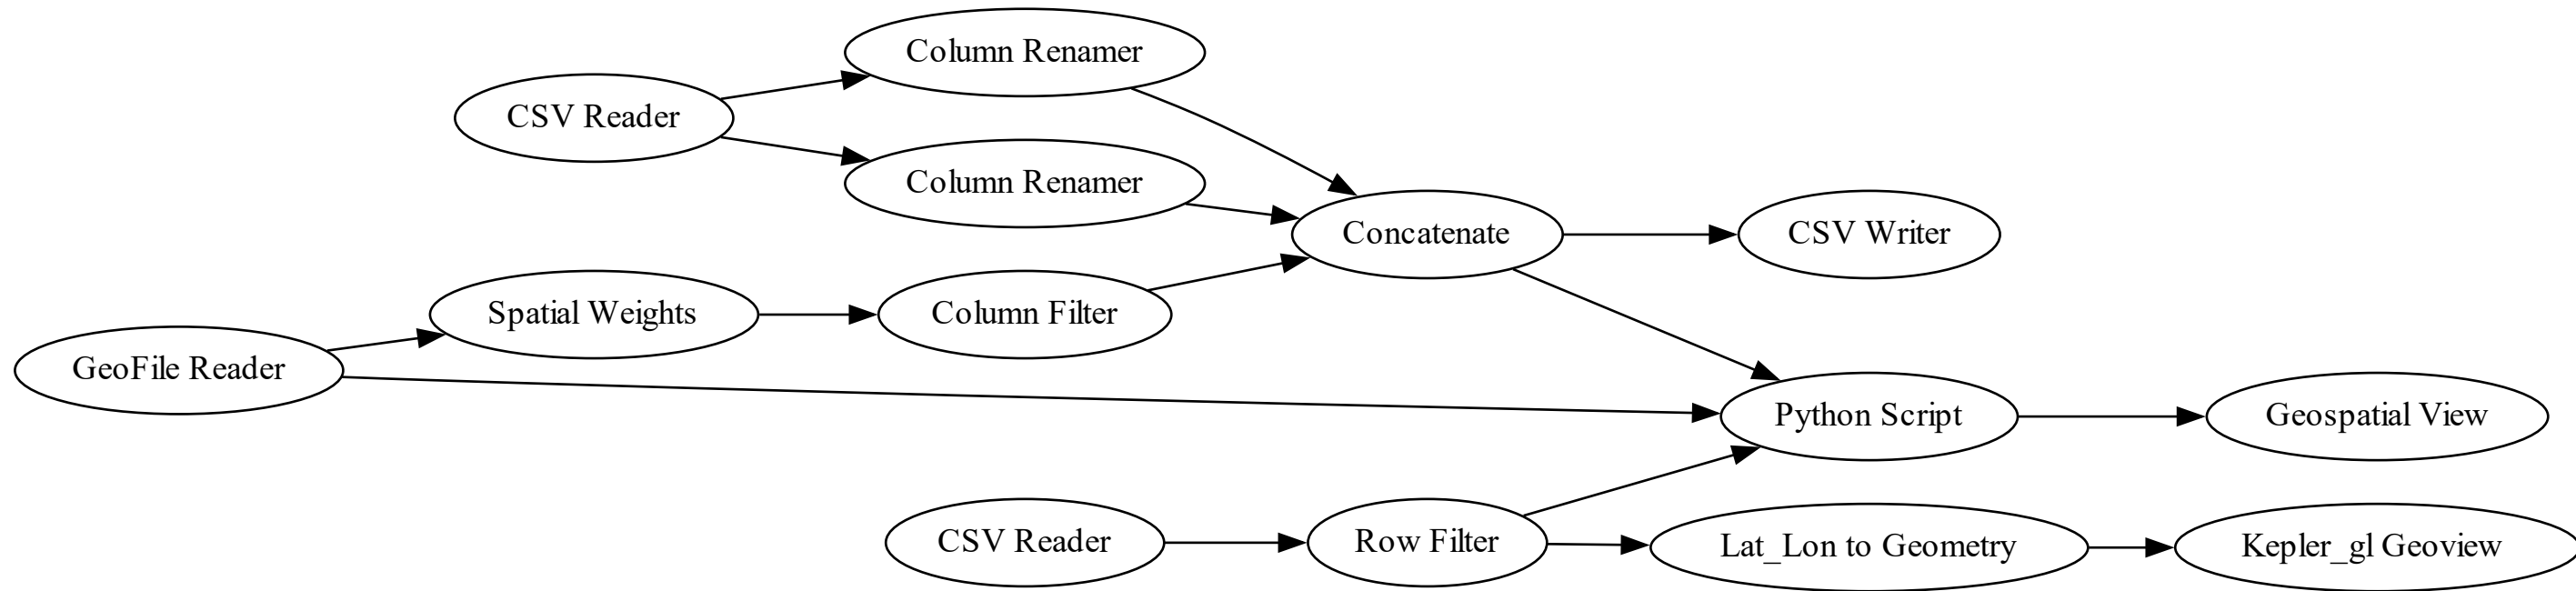 Column Renamer
CSV Reader
Column Renamer
Concatenate
CSV Writer
Spatial Weights
Column Filter
GeoFile Reader
Python Script
Geospatial View
CSV Reader
Row Filter
Lat_Lon to Geometry
Kepler_gl Geoview